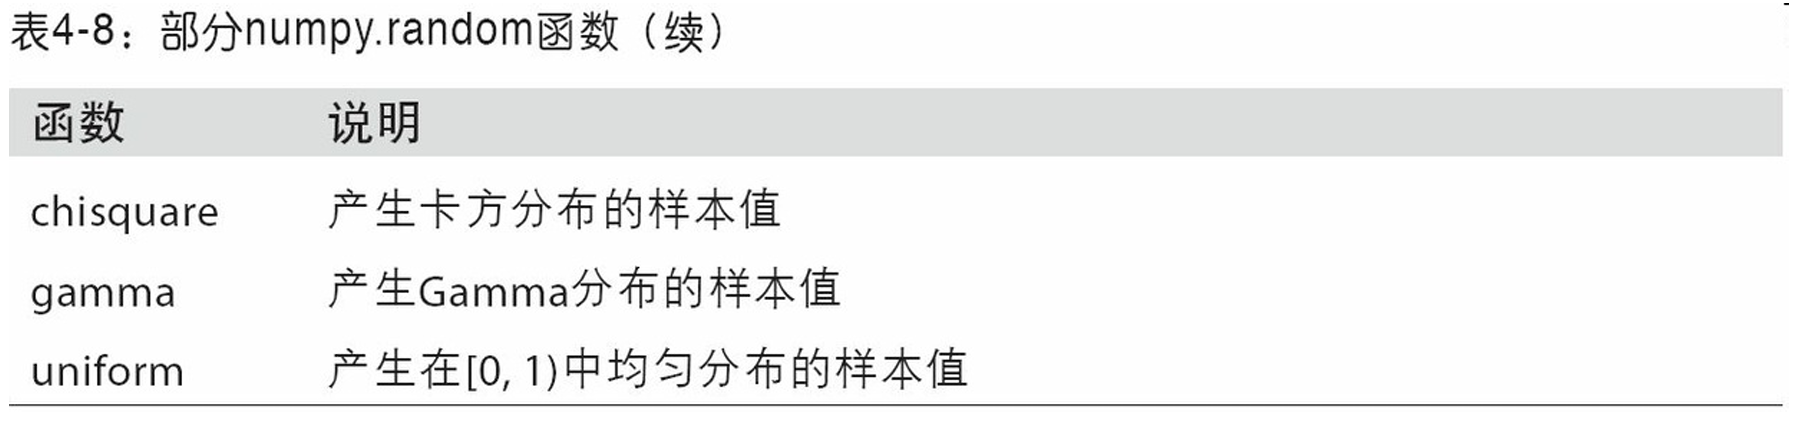 表4-8：部分numpy.random函数（续）
函数 说明
chisquare 产生卡方分布的样本值
gamma 产生Gamma分布的样本值
uniform 产生在[0, 1)中均匀分布的样本值